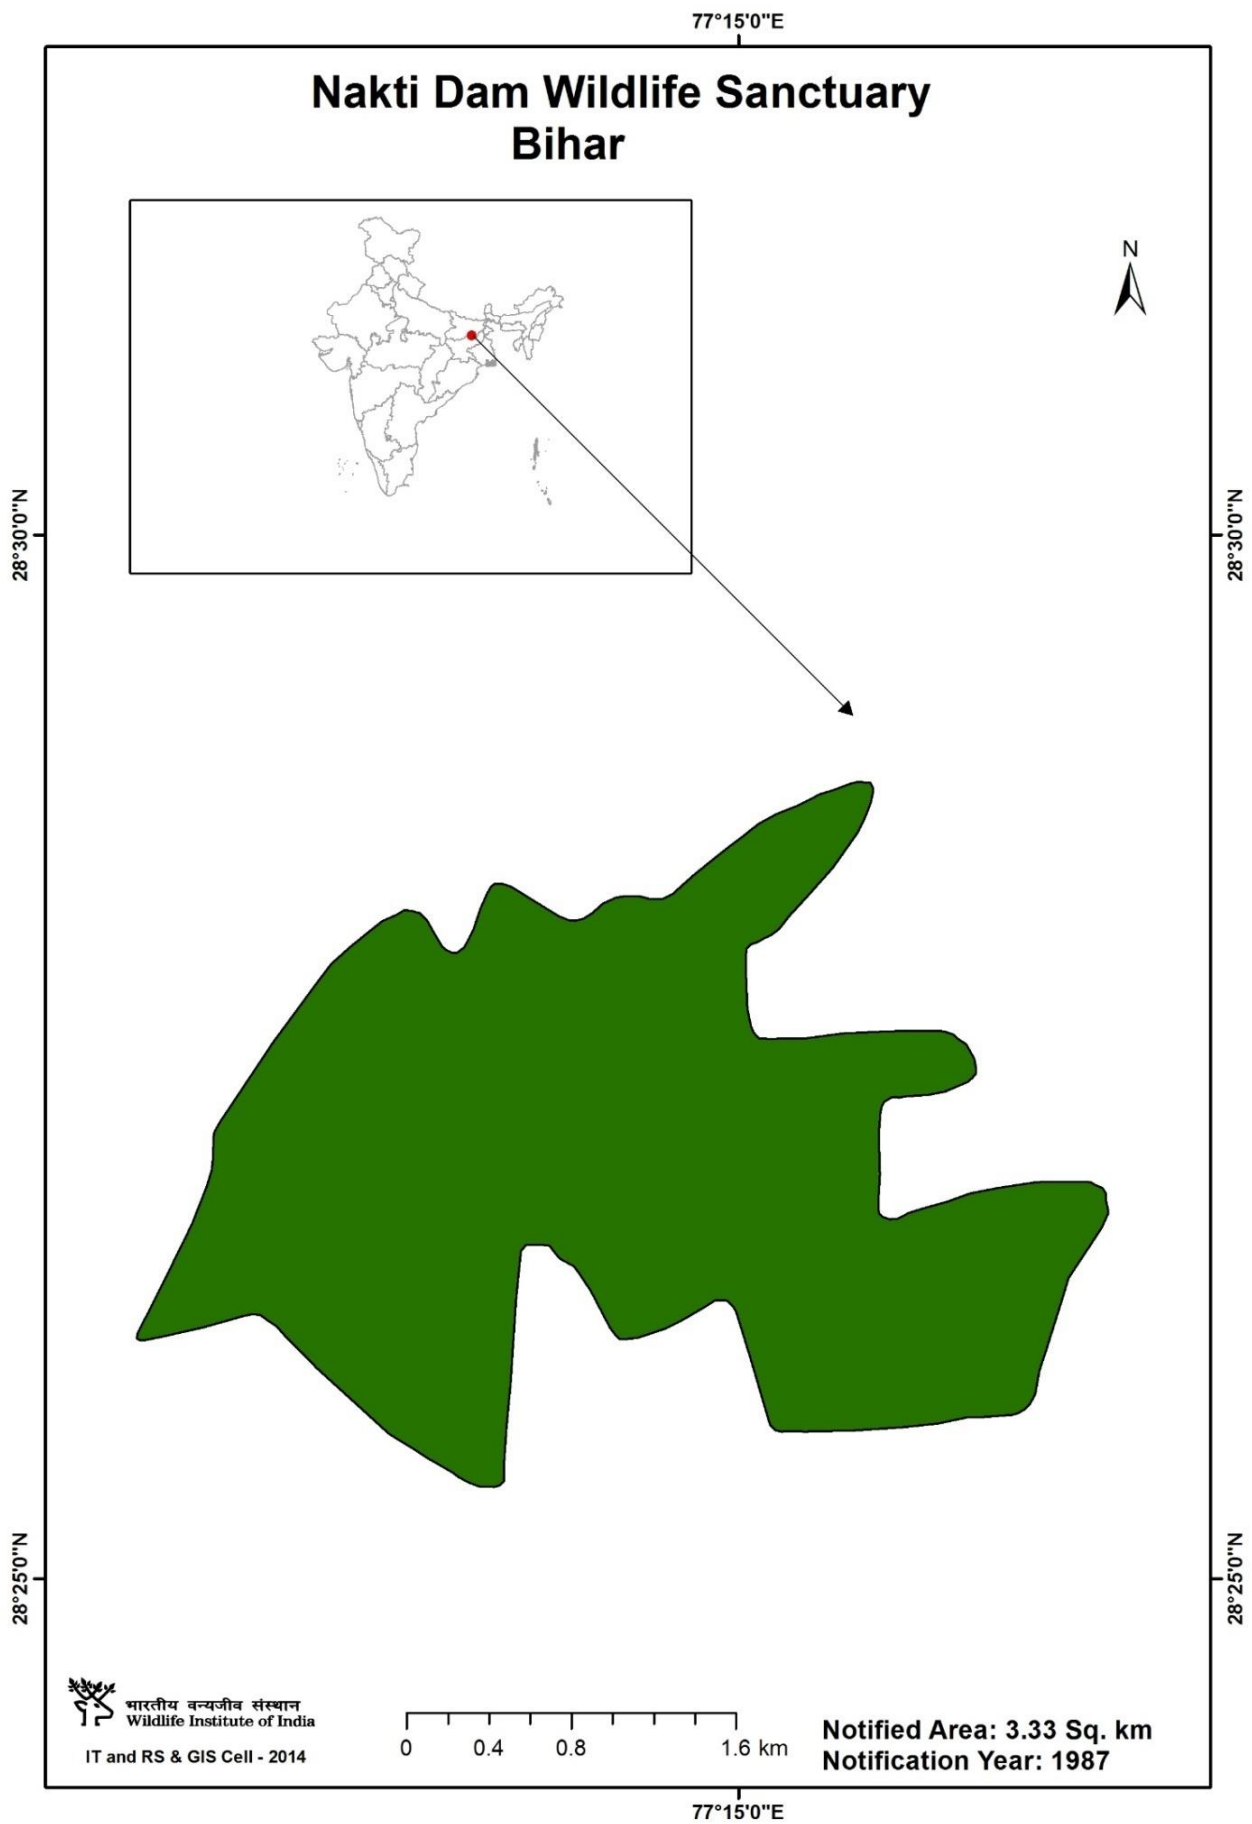 77°15'0"E
Nakti Dam Wildlife Sanctuary
Bihar
N
28°30'0"N
28°30'0"N
28°25'0"N
28°25'0"N
भारतीय वन्यजीव संस्थान
Wildlife Institute of India
IT and RS & GIS Cell - 2014
0 0.4 0.8 1.6 km
Notified Area: 3.33 Sq. km
Notification Year: 1987
77°15'0"E